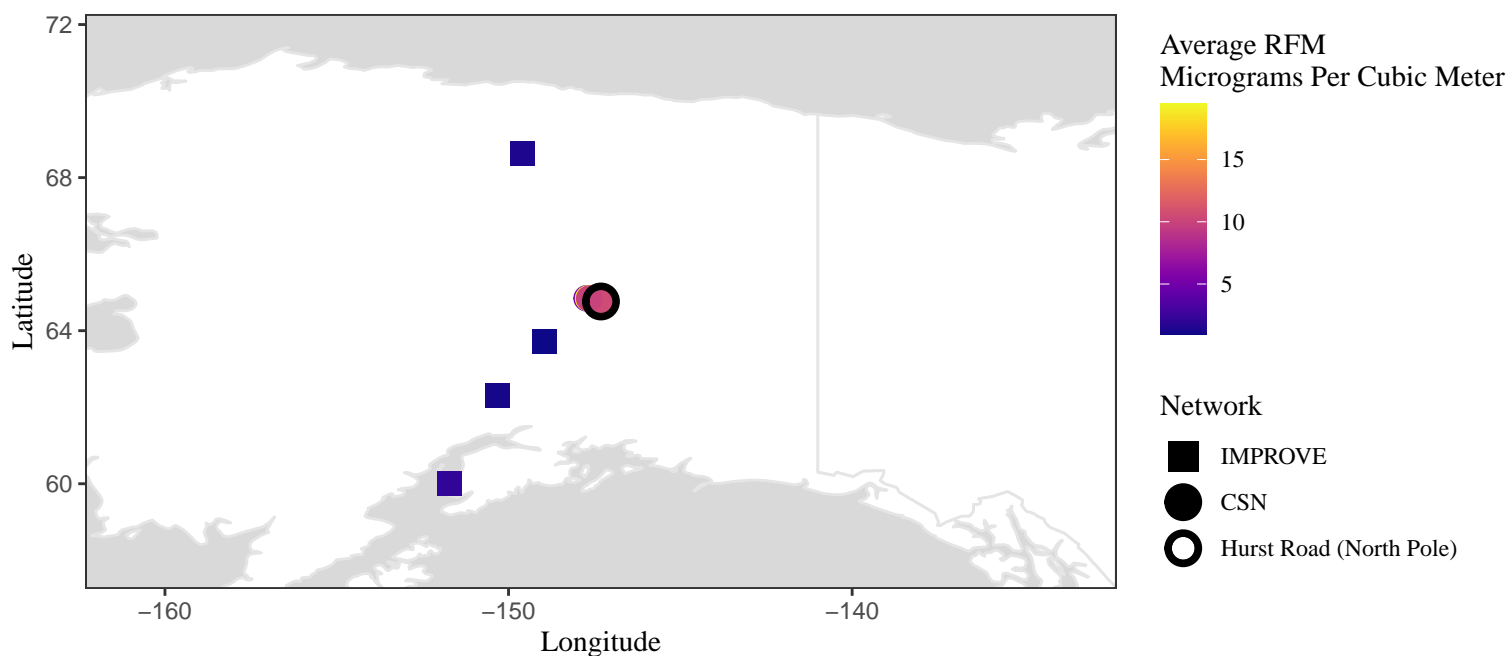 72
68
64
60
Latitude
−160
−150
−140
Longitude
Average RFM
Micrograms Per Cubic Meter
15
10
5
Network
IMPROVE
CSN
Hurst Road (North Pole)